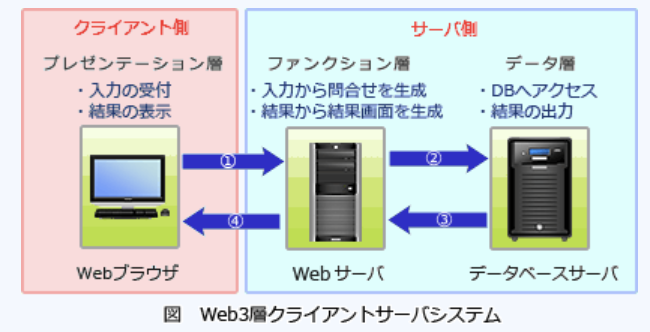 クライアント側
サーバ側
プレゼンテーション層
ファンクション層
データ層
・入力の受付
・結果の表示
・入力から問合せを生成
・結果から結果画面を生成
・DBへアクセス
・結果の出力
①
②
④
③
Webブラウザ
Web サーバ
データベースサーバ
図 Web3層クライアントサーバシステム